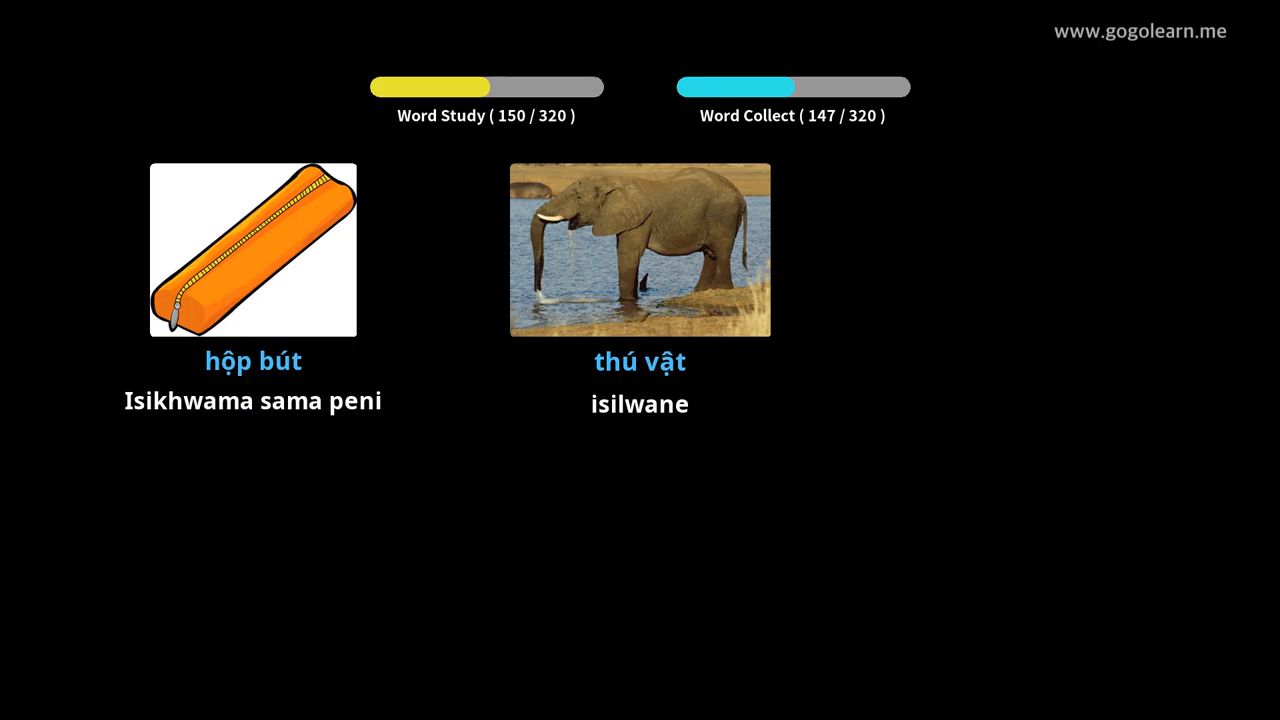 www.gogolearn.me
Word Study ( 150 / 320 )
Word Collect ( 147 / 320 )
hộp bút
Isikhwama sama peni
thú vật
isilwane